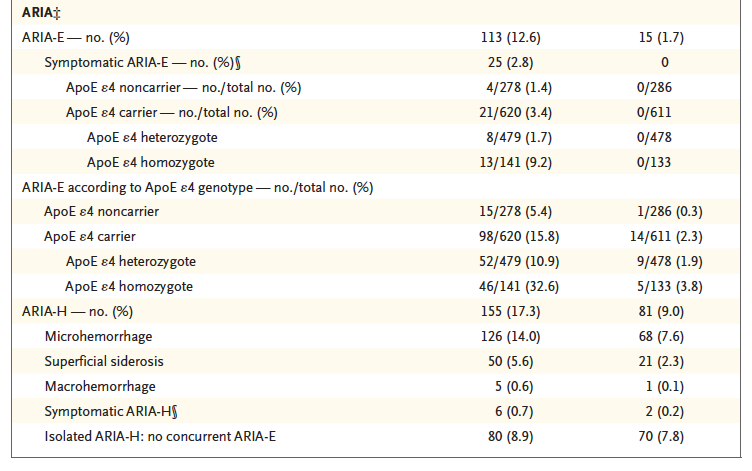 ARIA‡
ARIA-E — no. (%) 113 (12.6) 15 (1.7)
Symptomatic ARIA-E — no. (%)§ 25 (2.8) 0
ApoE ε4 noncarrier — no./total no. (%) 4/278 (1.4) 0/286
ApoE ε4 carrier — no./total no. (%) 21/620 (3.4) 0/611
ApoE ε4 heterozygote 8/479 (1.7) 0/478
ApoE ε4 homozygote 13/141 (9.2) 0/133
ARIA-E according to ApoE ε4 genotype — no./total no. (%)
ApoE ε4 noncarrier 15/278 (5.4) 1/286 (0.3)
ApoE ε4 carrier 98/620 (15.8) 14/611 (2.3)
ApoE ε4 heterozygote 52/479 (10.9) 9/478 (1.9)
ApoE ε4 homozygote 46/141 (32.6) 5/133 (3.8)
ARIA-H — no. (%) 155 (17.3) 81 (9.0)
Microhemorrhage 126 (14.0) 68 (7.6)
Superficial siderosis 50 (5.6) 21 (2.3)
Macrohemorrhage 5 (0.6) 1 (0.1)
Symptomatic ARIA-H§ 6 (0.7) 2 (0.2)
Isolated ARIA-H: no concurrent ARIA-E 80 (8.9) 70 (7.8)